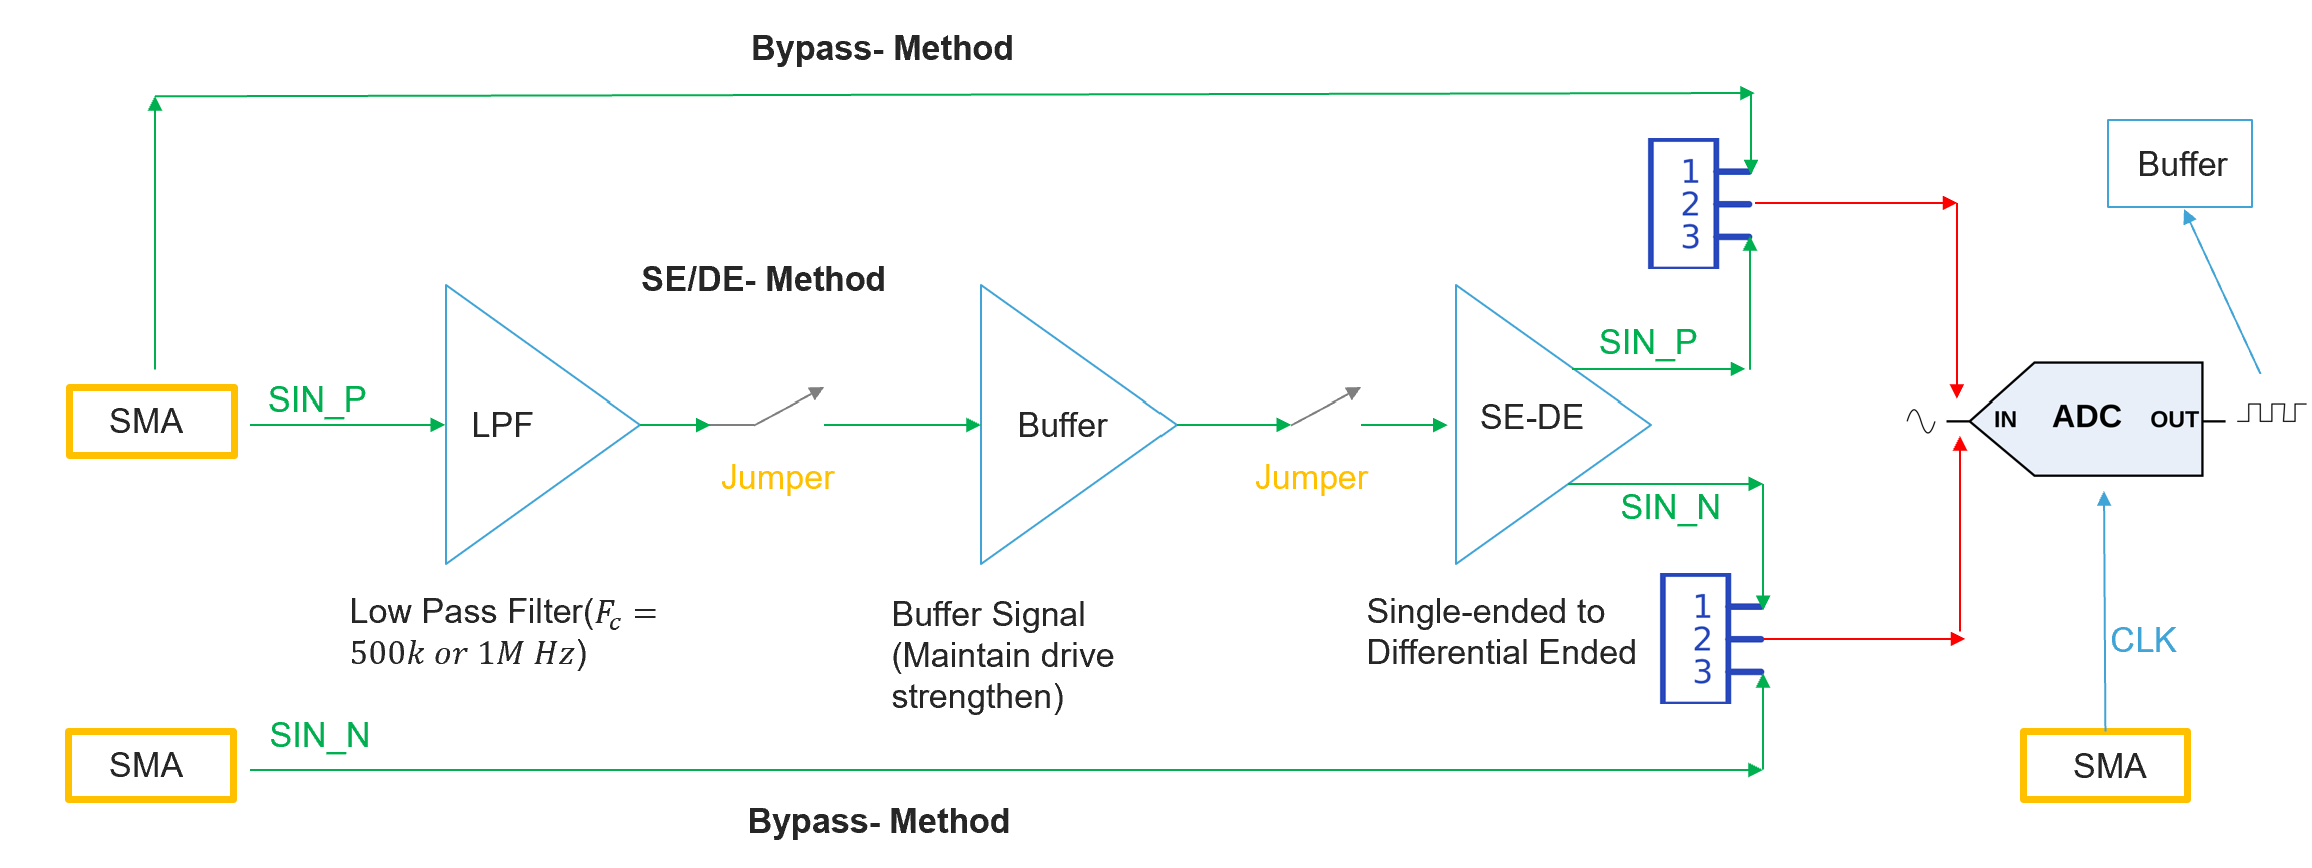 Bypass- Method
1
2
3
Buffer
SE/DE- Method
SIN_P
SIN_P
SMA
LPF
Buffer
SE-DE
IN
ADC
OUT
Jumper
Jumper
SIN_N
Low Pass Filter(F_c =
500k or 1M Hz)
Buffer Signal
(Maintain drive
strengthen)
Single-ended to
Differential Ended
1
2
3
CLK
SIN_N
SMA
SMA
Bypass- Method